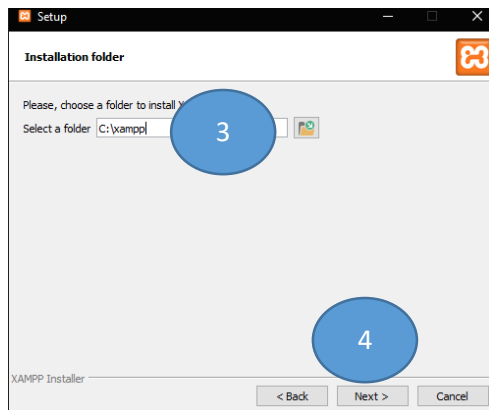 Setup
Installation folder
Please, choose a folder to install
Select a folder C:\xampp
3
4
XAMPP Installer
< Back Next > Cancel